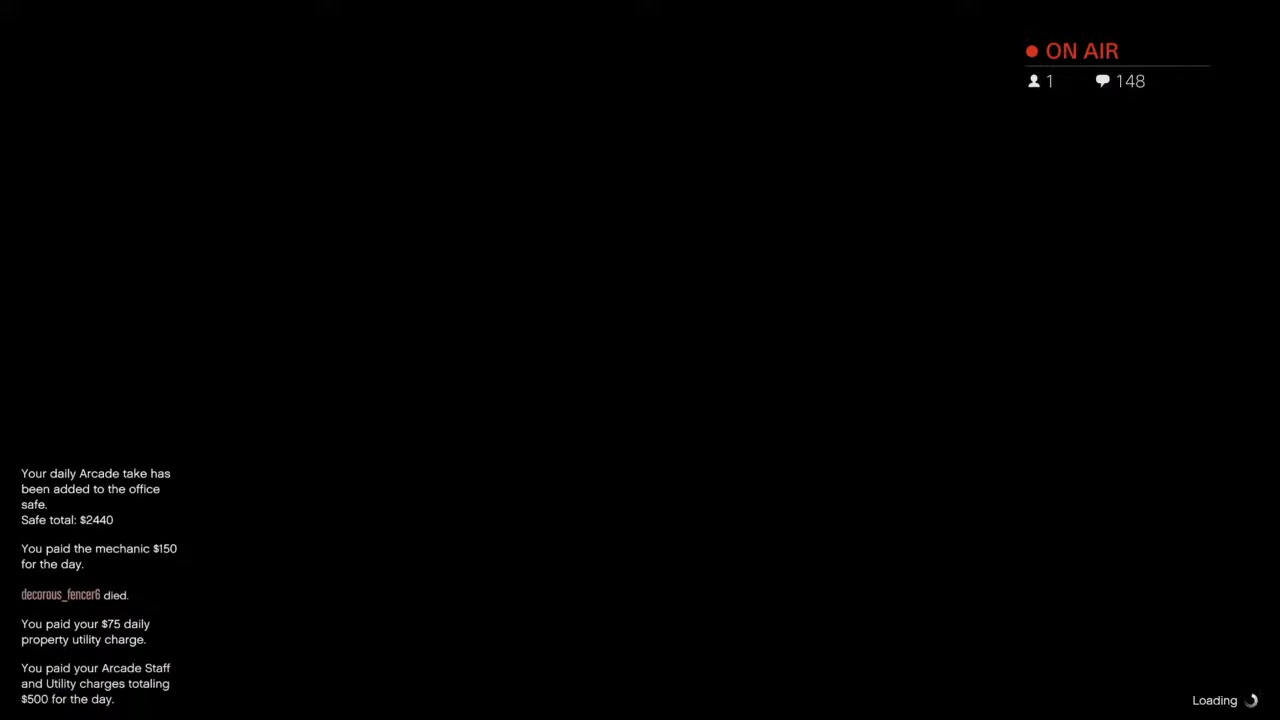 ON AIR
1 148
Your daily Arcade take has
been added to the office
safe.
Safe total: $2440
You paid the mechanic $150
for the day.
decorous_fencer6 died.
You paid your $75 daily
property utility charge.
You paid your Arcade Staff
and Utility charges totaling
$500 for the day.
Loading